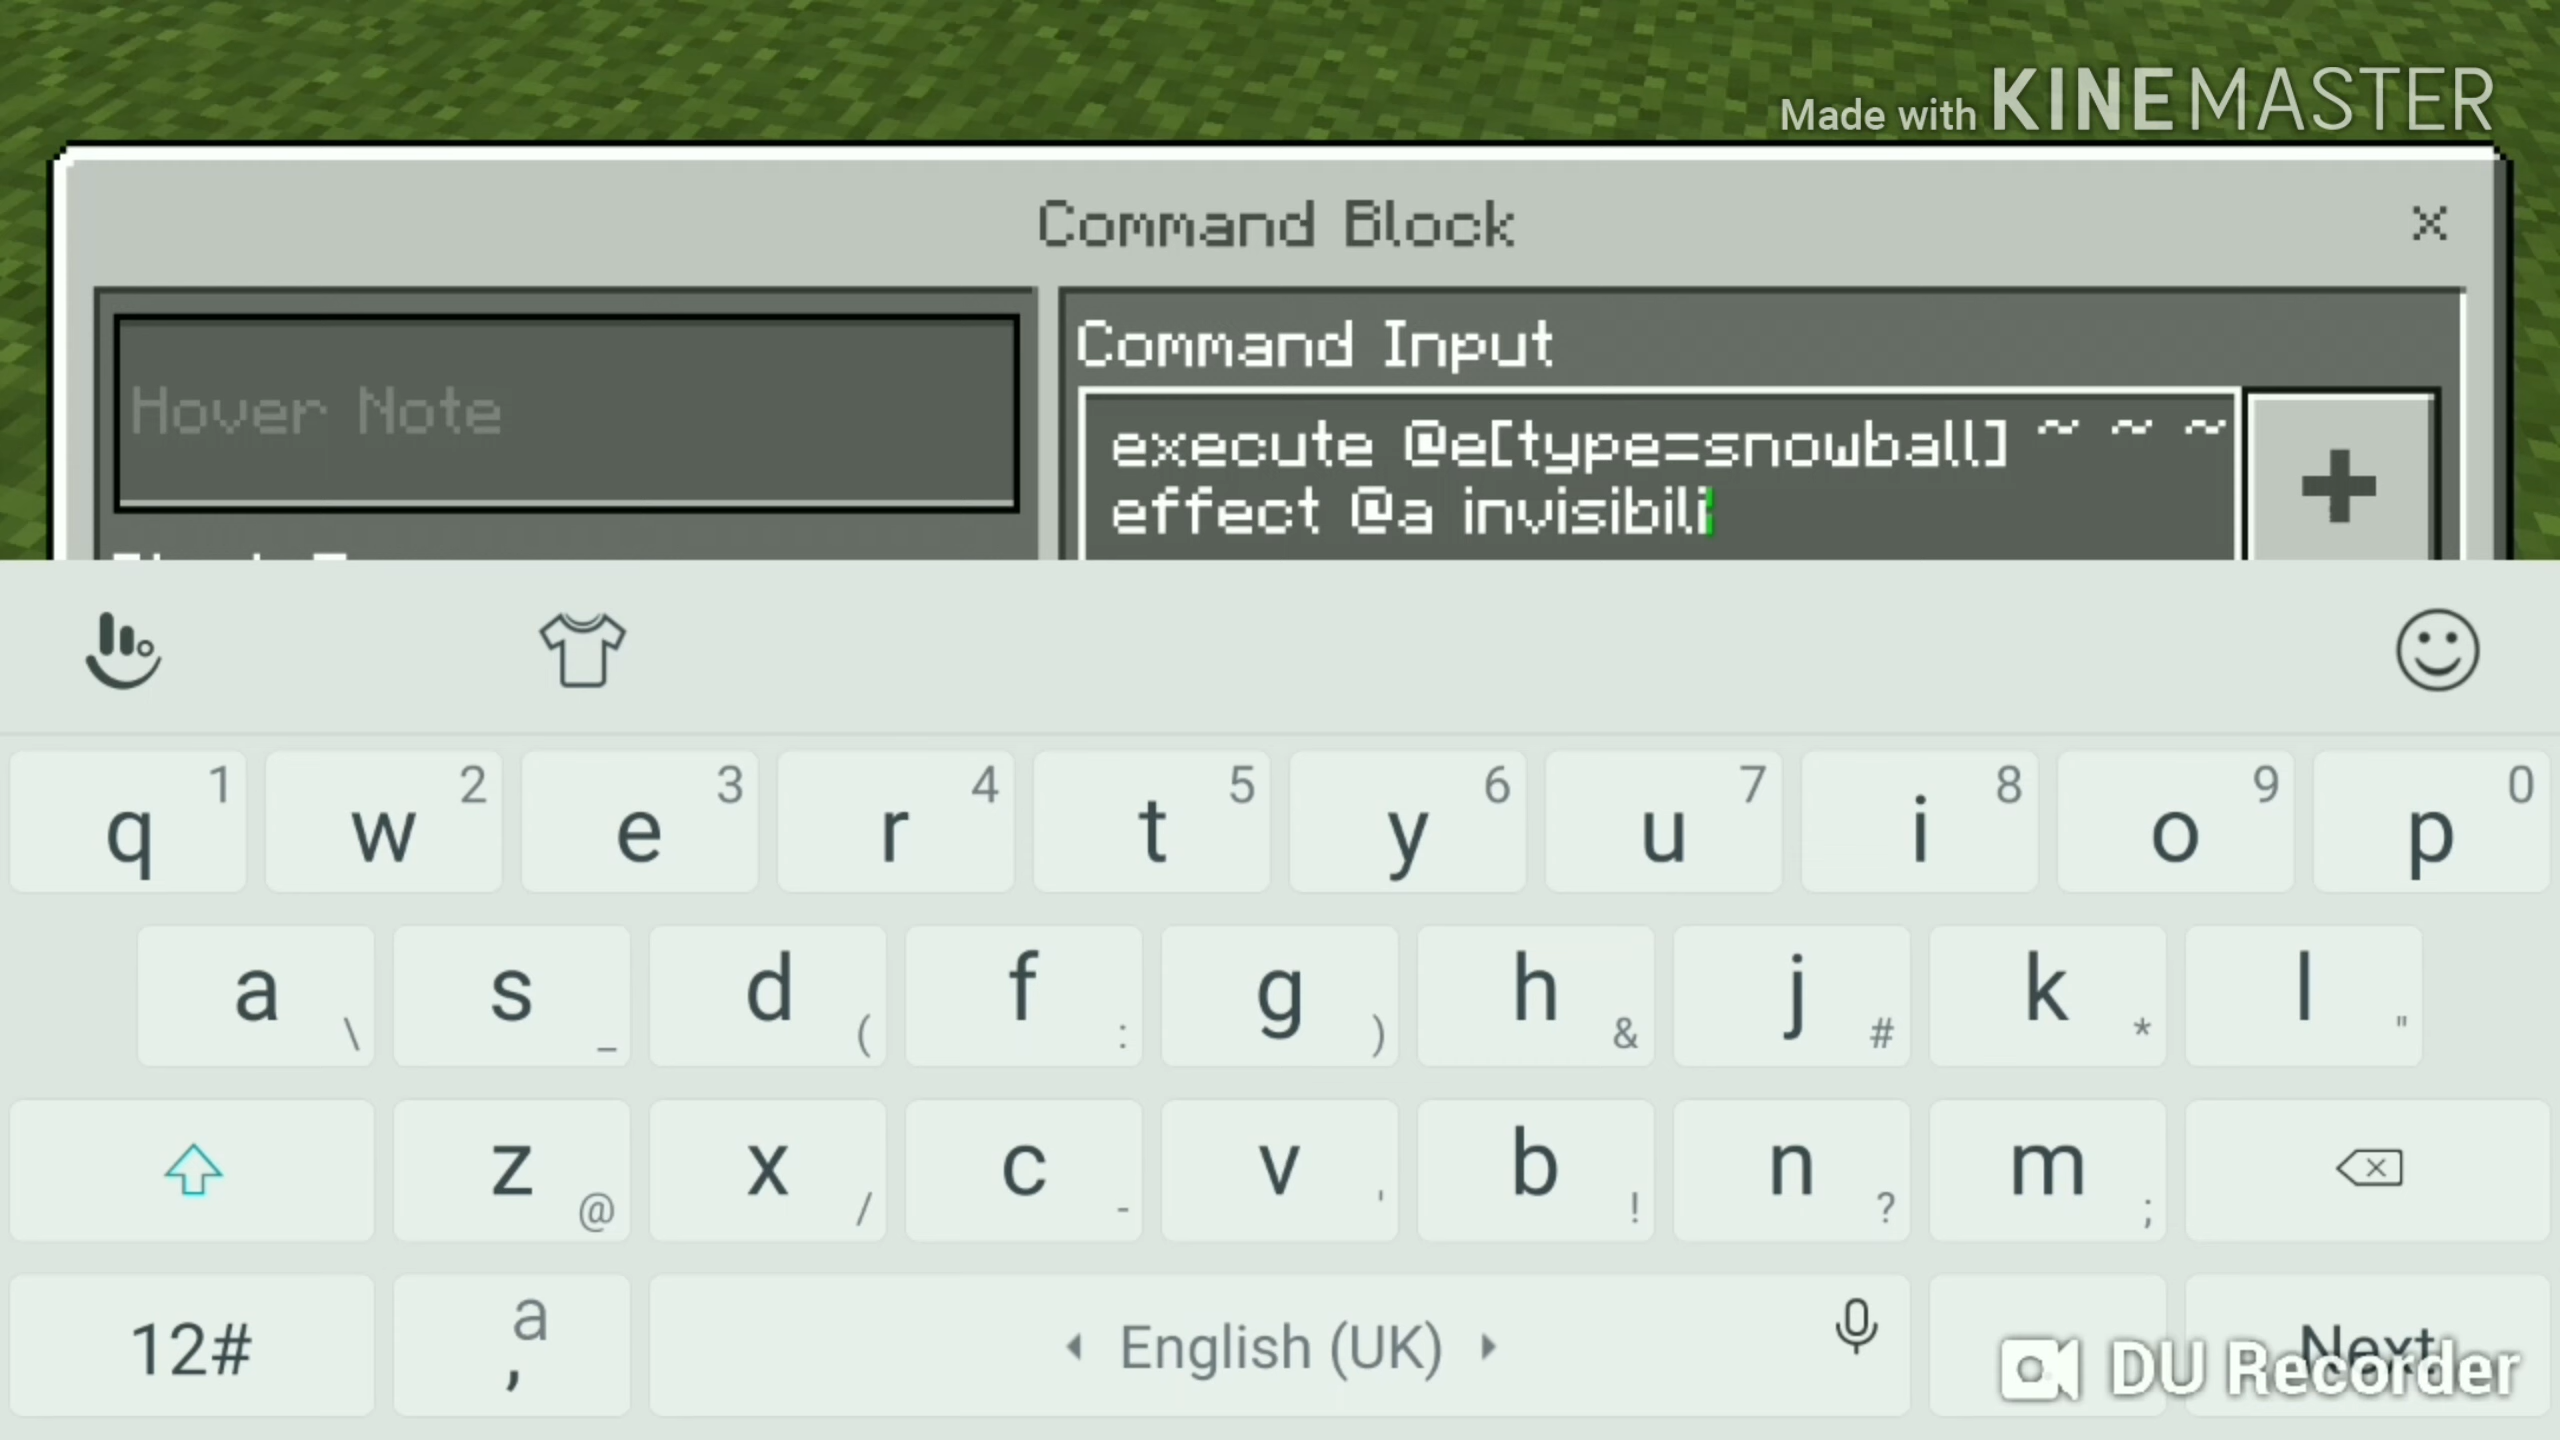 Made with KINEMASTER
Command Block
Hover Note
Command Input
execute @e[type=snowball] ~ ~ ~
effect @a invisibili
1 2 3 4 5 6 7 8 9 0
q w e r t y u i o p
a s d f g h j k l
\ _ ( : ) & # * "
z x c v b n m
@ / - ' ! ? ;
12# a , English (UK) Next
DU Recorder